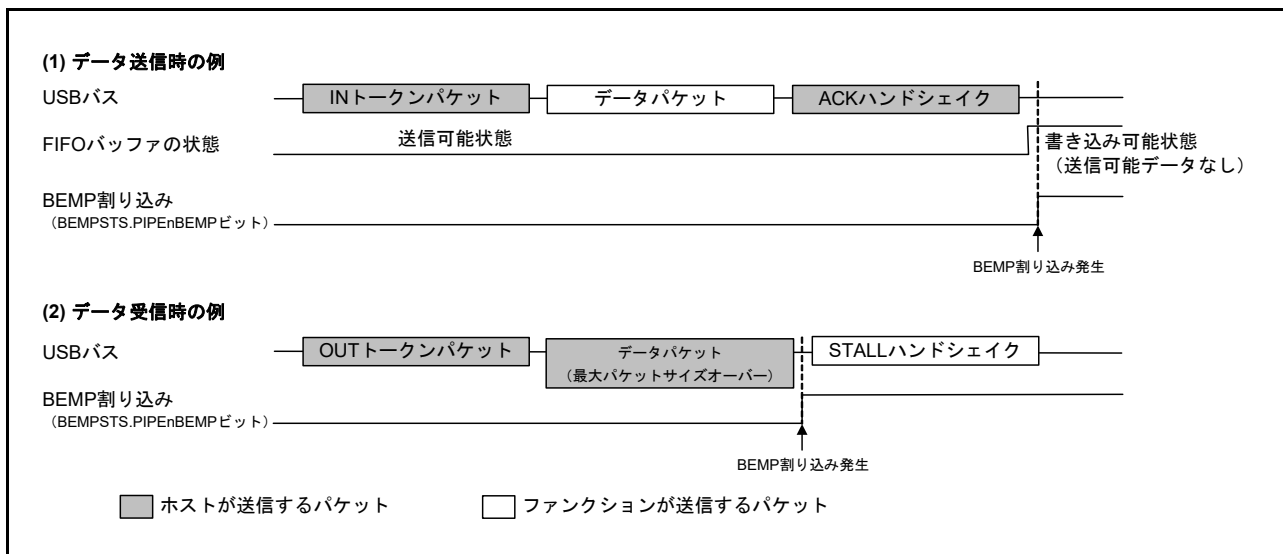 (1) データ送信時の例
USBバス
INトークンパケット
データパケット
ACKハンドシェイク
FIFOバッファの状態
送信可能状態
書き込み可能状態
（送信可能データなし）
BEMP割り込み
（BEMPSTS.PIPEnBEMPビット）
BEMP割り込み発生
(2) データ受信時の例
USBバス
OUTトークンパケット
データパケット
（最大パケットサイズオーバー）
STALLハンドシェイク
BEMP割り込み
（BEMPSTS.PIPEnBEMPビット）
BEMP割り込み発生
ホストが送信するパケット
ファンクションが送信するパケット